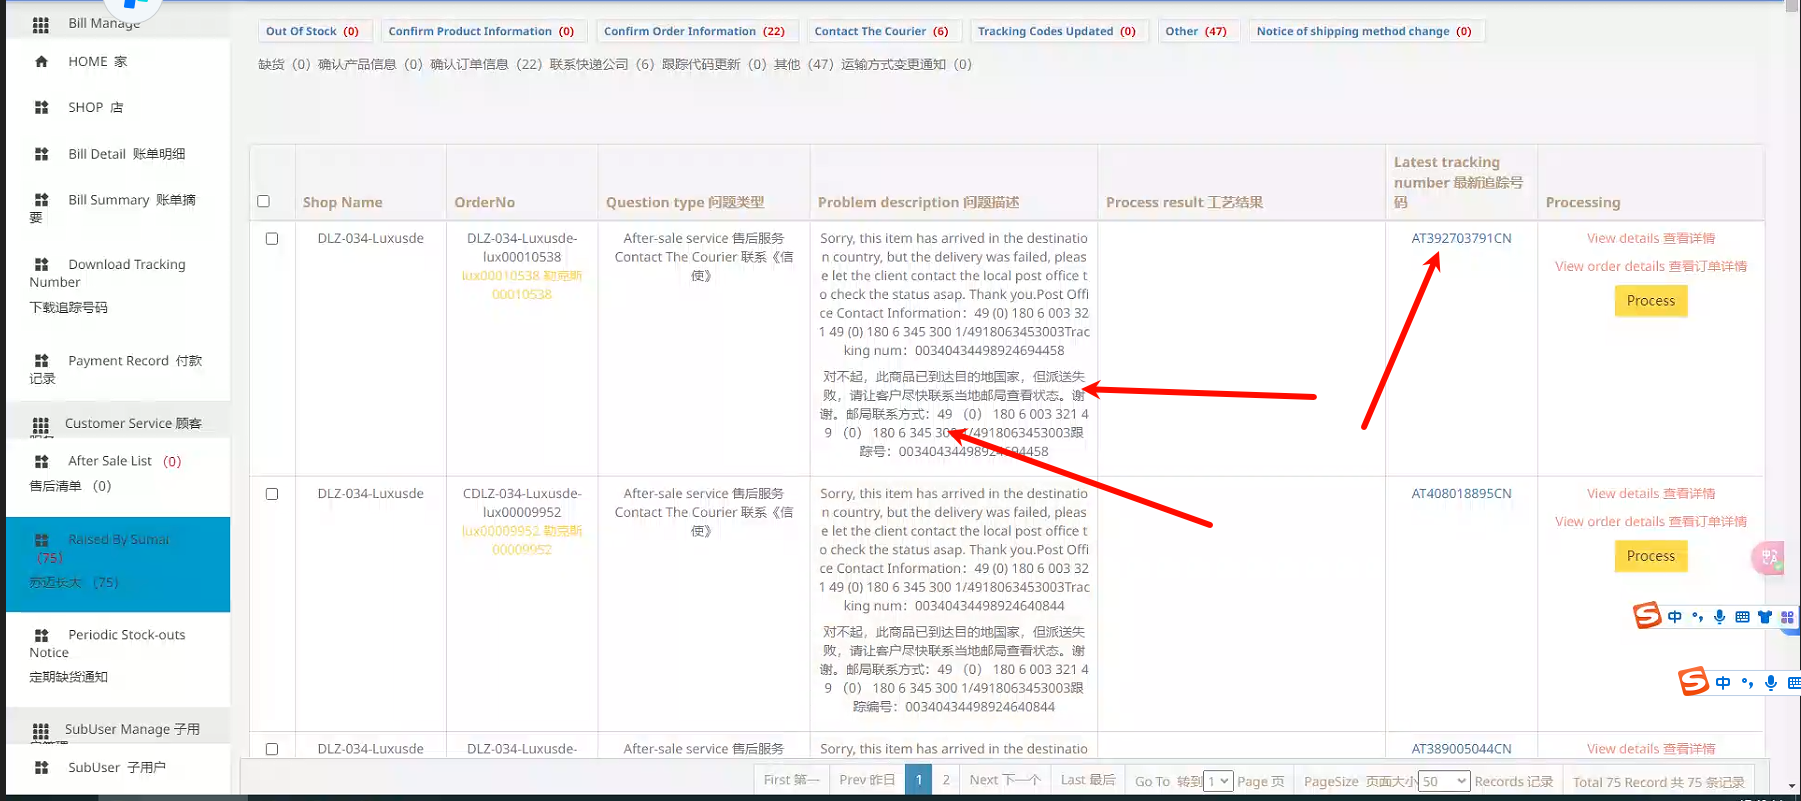 Bill Manage
HOME 家
SHOP 店
Bill Detail 账单明细
Bill Summary 账单摘
要
Download Tracking
Number
下载追踪号码
Payment Record 付款
记录
Customer Service 顾客
After Sale List (0)
售后清单 (0)
Raised By Sumai
(75)
苏迈长大 (75)
Periodic Stock-outs
Notice
定期缺货通知
SubUser Manage 子用
SubUser 子用户
Out Of Stock (0) Confirm Product Information (0) Confirm Order Information (22) Contact The Courier (6) Tracking Codes Updated (0) Other (47) Notice of shipping method change (0)
缺货 (0) 确认产品信息 (0) 确认订单信息 (22) 联系快递公司 (6) 跟踪代码更新 (0) 其他 (47) 运输方式变更通知 (0)
Shop Name
OrderNo
Question type 问题类型
Problem description 问题描述
Process result 工艺结果
Latest tracking
number 最新追踪号
码
Processing
DLZ-034-Luxusde
DLZ-034-Luxusde-
lux00010538
lux00010538 勒克斯
00010538
After-sale service 售后服务
Contact The Courier 联系《信
使》
Sorry, this item has arrived in the destinatio
n country, but the delivery was failed, pleas
e let the client contact the local post office t
o check the status asap. Thank you.Post Offi
ce Contact Information：49 (0) 180 6 003 32
1 49 (0) 180 6 345 300 1/4918063453003Trac
king num：00340434498924694458
对不起，此商品已到达目的地国家，但派送失
败，请让客户尽快联系当地邮局查看状态。谢
谢。邮局联系方式：49 （0） 180 6 003 321 4
9 （0） 180 6 345 300 1/4918063453003跟
踪号：00340434498924694458
AT392703791CN
View details 查看详情
View order details 查看订单详情
Process
DLZ-034-Luxusde
CDLZ-034-Luxusde-
lux00009952
lux00009952 勒克斯
00009952
After-sale service 售后服务
Contact The Courier 联系《信
使》
Sorry, this item has arrived in the destinatio
n country, but the delivery was failed, pleas
e let the client contact the local post office t
o check the status asap. Thank you.Post Offi
ce Contact Information：49 (0) 180 6 003 32
1 49 (0) 180 6 345 300 1/4918063453003Trac
king num：00340434498924640844
对不起，此商品已到达目的地国家，但派送失
败，请让客户尽快联系当地邮局查看状态。谢
谢。邮局联系方式：49 （0） 180 6 003 321 4
9 （0） 180 6 345 300 1/4918063453003跟
踪编号：00340434498924640844
AT408018895CN
View details 查看详情
View order details 查看订单详情
Process
DLZ-034-Luxusde
DLZ-034-Luxusde-
After-sale service 售后服务
Sorry, this item has arrived in the destinatio
AT389005044CN
View details 查看详情
中
中
First 第一 Prev 昨日 1 2 Next 下一个 Last 最后 Go To 转到 1 Page 页 PageSize 页面大小 50 Records 记录 Total 75 Record 共 75 条记录